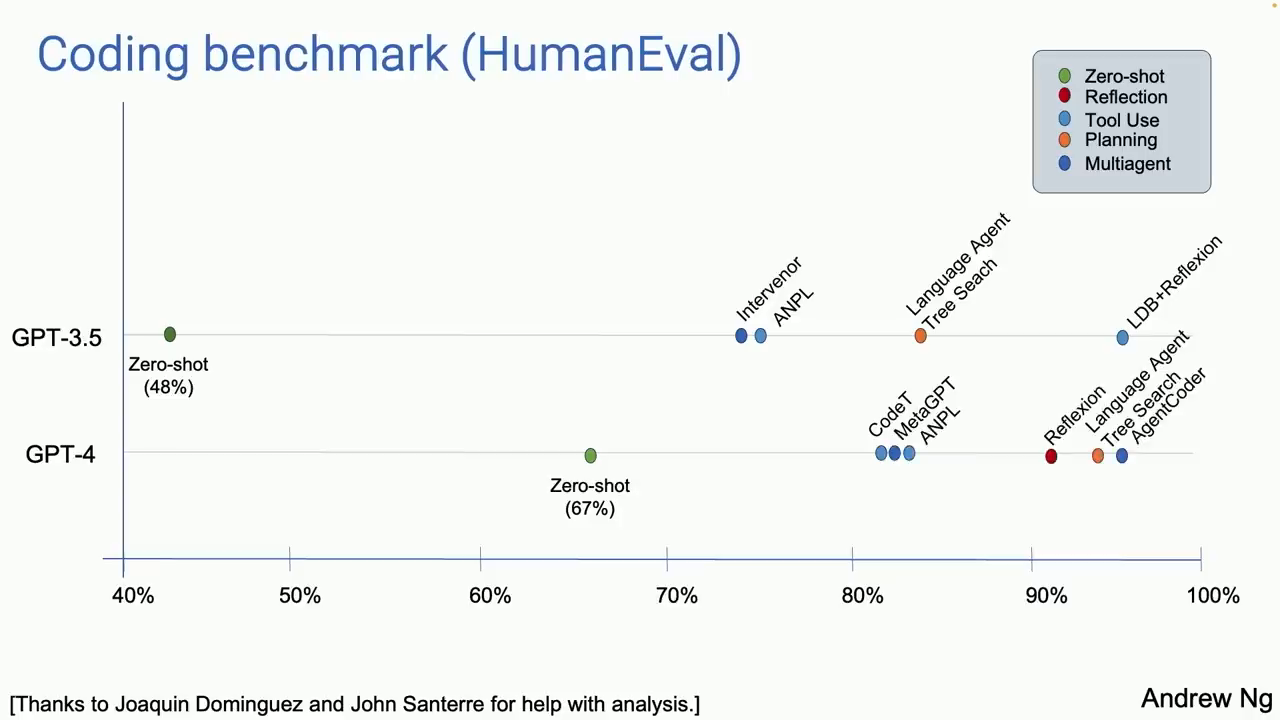 Coding benchmark (HumanEval)
Zero-shot
Reflection
Tool Use
Planning
Multiagent
GPT-3.5
Zero-shot
(48%)
Intervenor
ANPL
Language Agent
Tree Seach
LDB+Reflexion
GPT-4
Zero-shot
(67%)
CodeT
MetaGPT
ANPL
Reflexion
Language Agent
Tree Search
AgentCoder
40%
50%
60%
70%
80%
90%
100%
[Thanks to Joaquin Dominguez and John Santerre for help with analysis.]
Andrew Ng